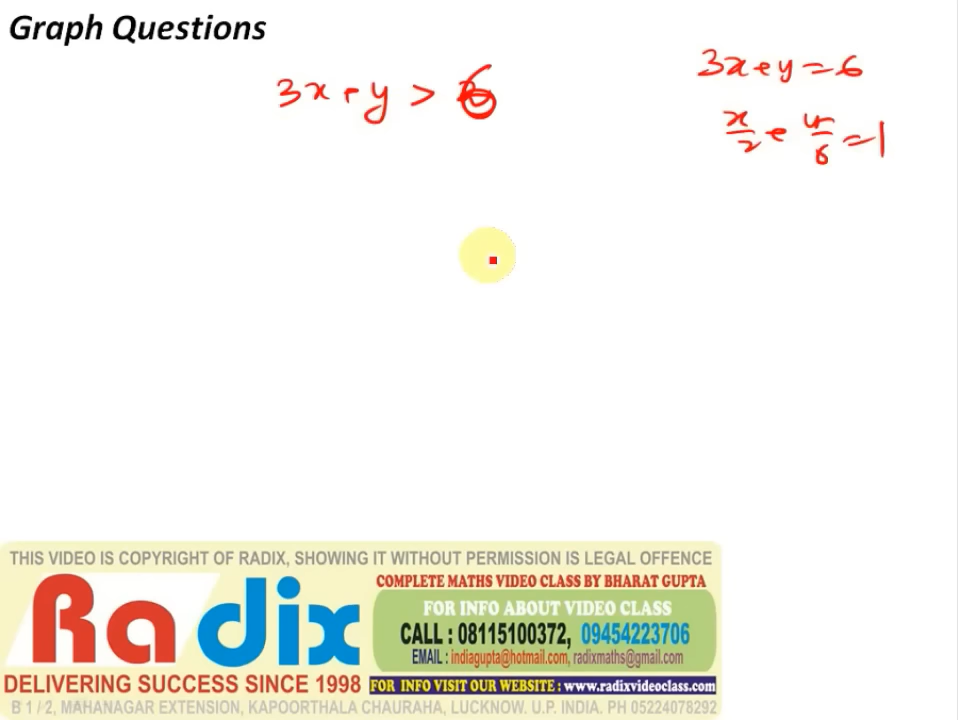 Graph Questions
3x + y > 6
3x + y = 6
x/2 + y/6 = 1
THIS VIDEO IS COPYRIGHT OF RADIX, SHOWING IT WITHOUT PERMISSION IS LEGAL OFFENCE
Radix
COMPLETE MATHS VIDEO CLASS BY BHARAT GUPTA
FOR INFO ABOUT VIDEO CLASS
CALL : 08115100372, 09454223706
EMAIL : indiagupta@hotmail.com, radixmaths@gmail.com
DELIVERING SUCCESS SINCE 1998
FOR INFO VISIT OUR WEBSITE : www.radixvideoclass.com
B 1 / 2, MAHANAGAR EXTENSION, KAPOORTHALA CHAURAHA, LUCKNOW. U.P. INDIA. PH 05224078292